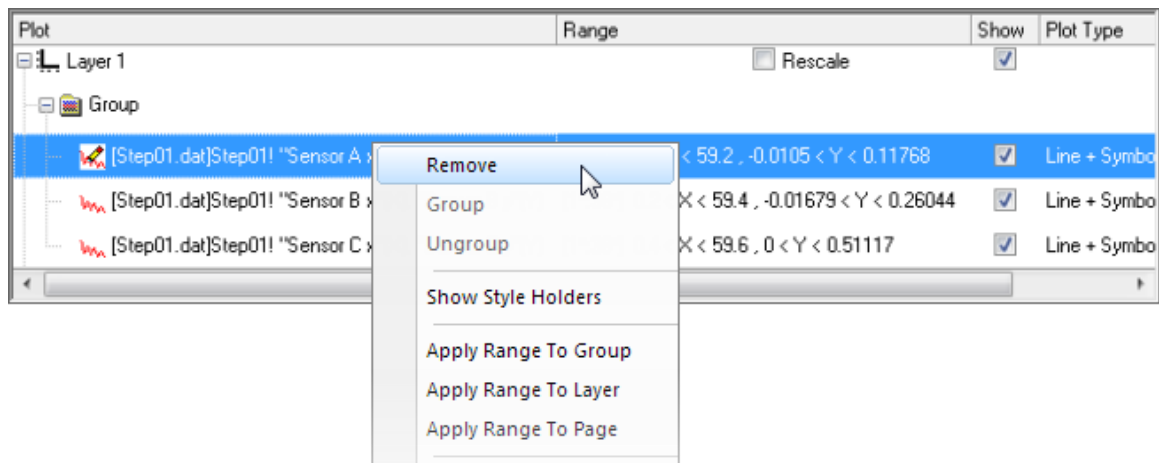 Plot Range Show Plot Type
Layer 1 Rescale
Group
[Step01.dat]Step01! "Sensor A x < 59.2 , -0.0105 < Y < 0.11768 Line + Symbo
Remove
[Step01.dat]Step01! "Sensor B x X < 59.4 , -0.01679 < Y < 0.26044 Line + Symbo
Group
[Step01.dat]Step01! "Sensor C x X < 59.6 , 0 < Y < 0.51117 Line + Symbo
Ungroup
Show Style Holders
Apply Range To Group
Apply Range To Layer
Apply Range To Page